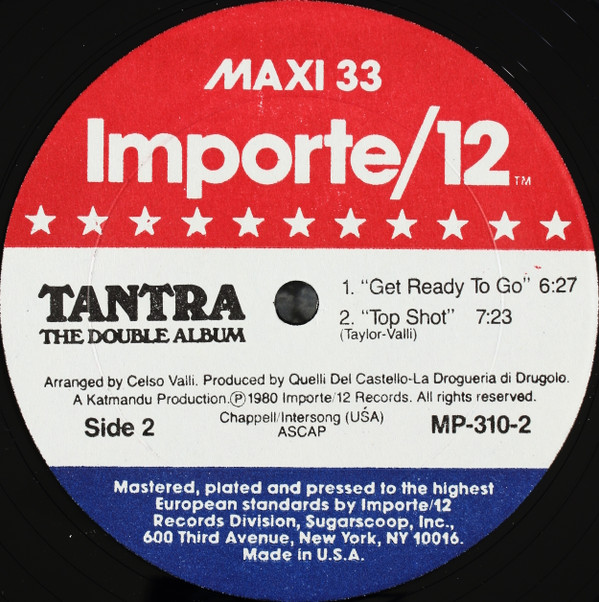 MAXI 33
Importe/12 TM
TANTRA
THE DOUBLE ALBUM
1. "Get Ready To Go" 6:27
2. "Top Shot" 7:23
(Taylor-Valli)
Arranged by Celso Valli. Produced by Quelli Del Castello-La Drogueria di Drugolo.
A Katmandu Production. Ⓟ 1980 Importe/12 Records. All rights reserved.
Side 2
Chappell/Intersong (USA)
ASCAP
MP-310-2
Mastered, plated and pressed to the highest
European standards by Importe/12
Records Division, Sugarscoop, Inc.,
600 Third Avenue, New York, NY 10016.
Made in U.S.A.